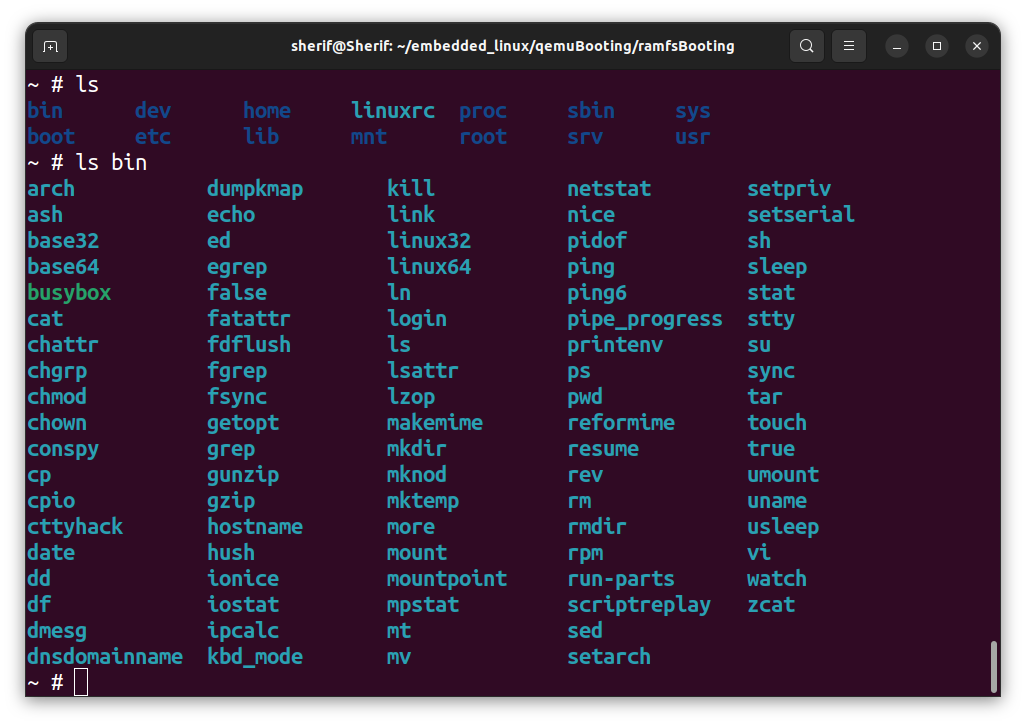 sherif@Sherif: ~/embedded_linux/qemuBooting/ramfsBooting
~ # ls
bin dev home linuxrc proc sbin sys
boot etc lib mnt root srv usr
~ # ls bin
arch dumpkmap kill netstat setpriv
ash echo link nice setserial
base32 ed linux32 pidof sh
base64 egrep linux64 ping sleep
busybox false ln ping6 stat
cat fatattr login pipe_progress stty
chattr fdflush ls printenv su
chgrp fgrep lsattr ps sync
chmod fsync lzop pwd tar
chown getopt makemime reformime touch
conspy grep mkdir resume true
cp gunzip mknod rev umount
cpio gzip mktemp rm uname
cttyhack hostname more rmdir usleep
date hush mount rpm vi
dd ionice mountpoint run-parts watch
df iostat mpstat scriptreplay zcat
dmesg ipcalc mt sed
dnsdomainname kbd_mode mv setarch
~ #